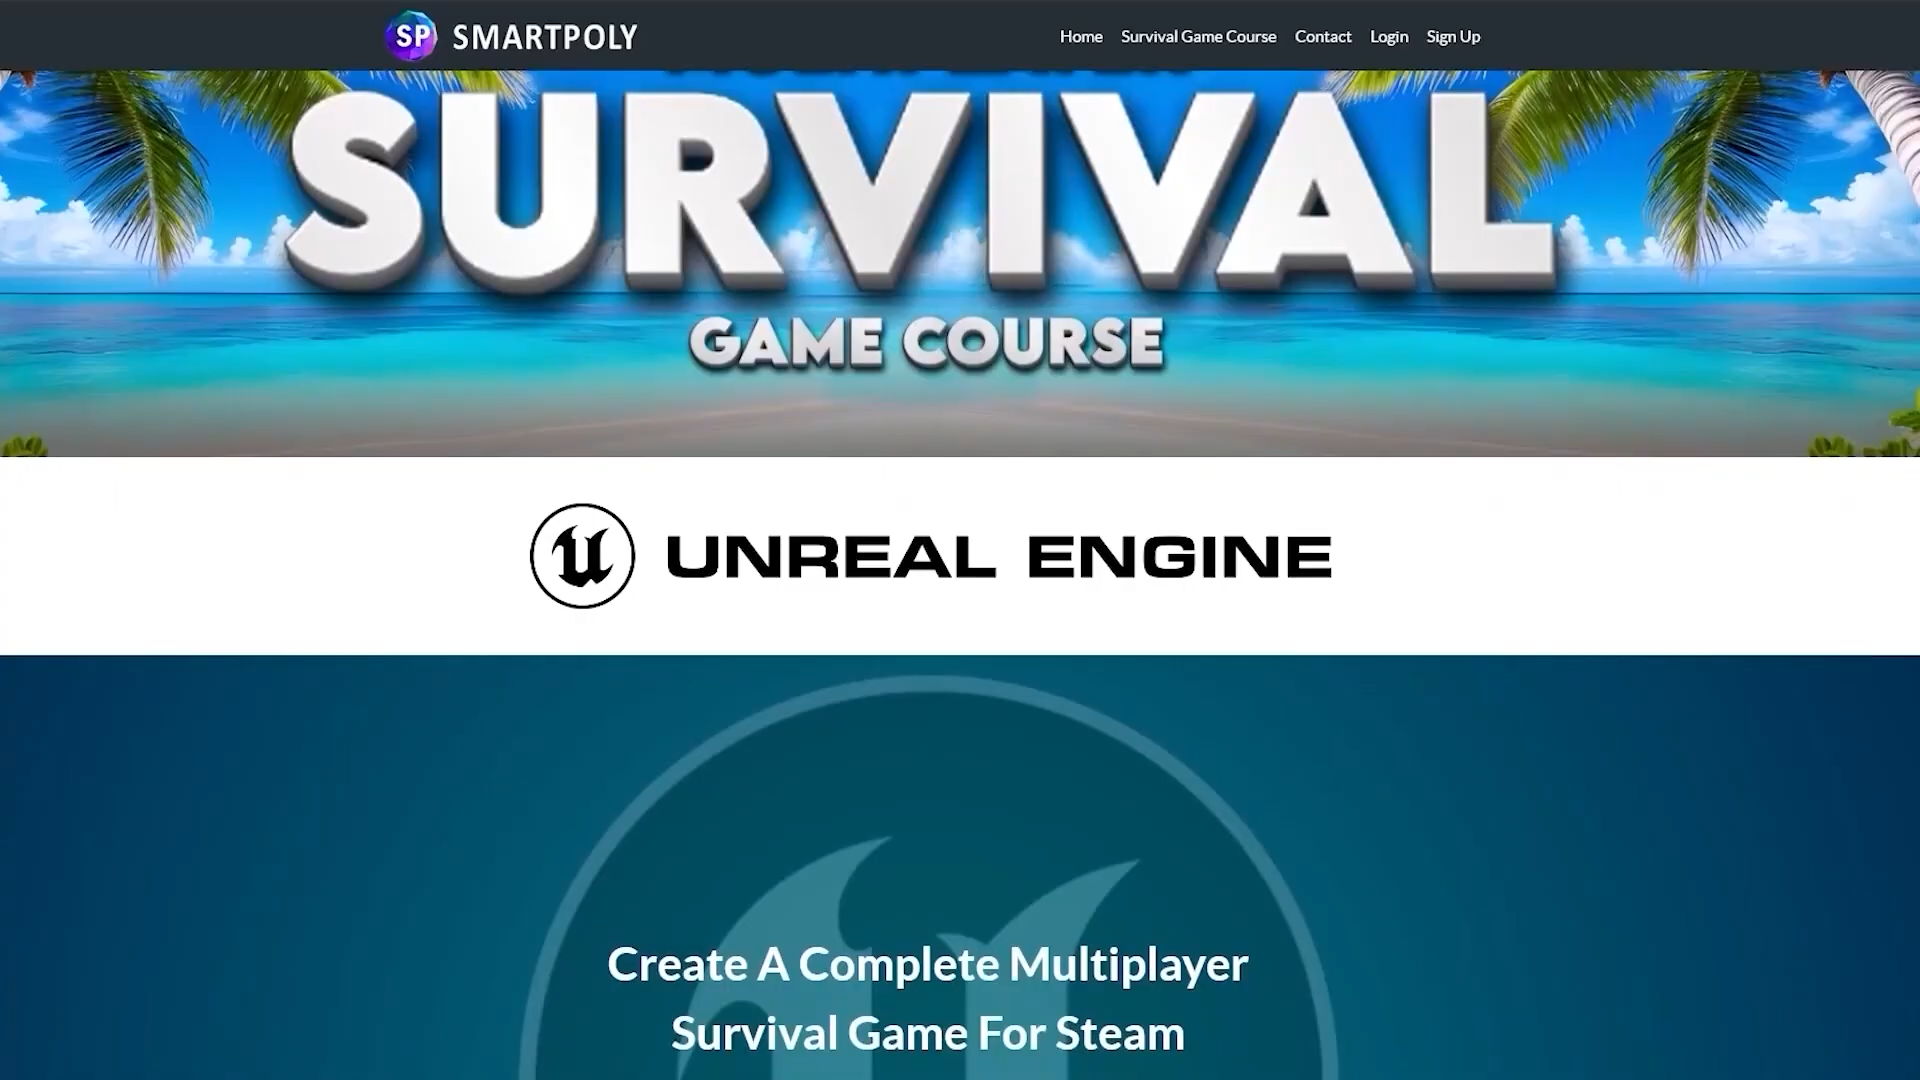 SP SMARTPOLY
Home Survival Game Course Contact Login Sign Up
SURVIVAL
GAME COURSE
UNREAL ENGINE
Create A Complete Multiplayer
Survival Game For Steam